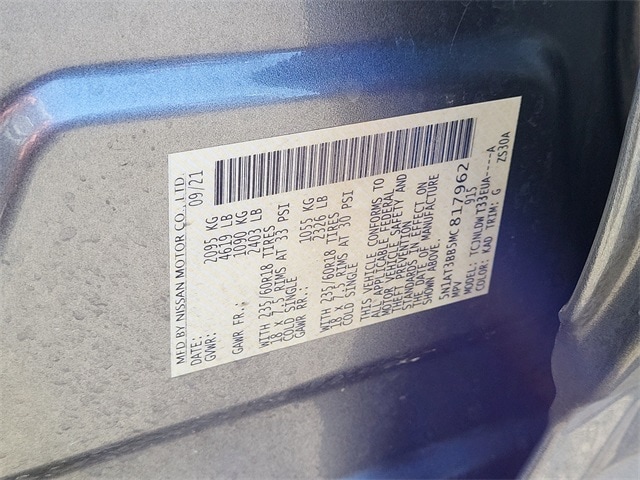 MFD BY NISSAN MOTOR CO., LTD.
DATE: 09/21
GVWR: 2095 KG
4619 LB
GAWR FR.: 1090 KG
2403 LB
WITH 235/60R18 TIRES
18 X 7.5 RIMS AT 33 PSI
COLD SINGLE
GAWR RR.: 1055 KG
2326 LB
WITH 235/60R18 TIRES
18 X 7.5 RIMS AT 30 PSI
COLD SINGLE
THIS VEHICLE CONFORMS TO
ALL APPLICABLE FEDERAL
MOTOR VEHICLE SAFETY AND
THEFT PREVENTION
STANDARDS IN EFFECT ON
THE DATE OF MANUFACTURE
SHOWN ABOVE.
5N1AT3BB5MC817962
MPV 915
MODEL: T33EUA----A
COLOR: TRIM: G ZS30A